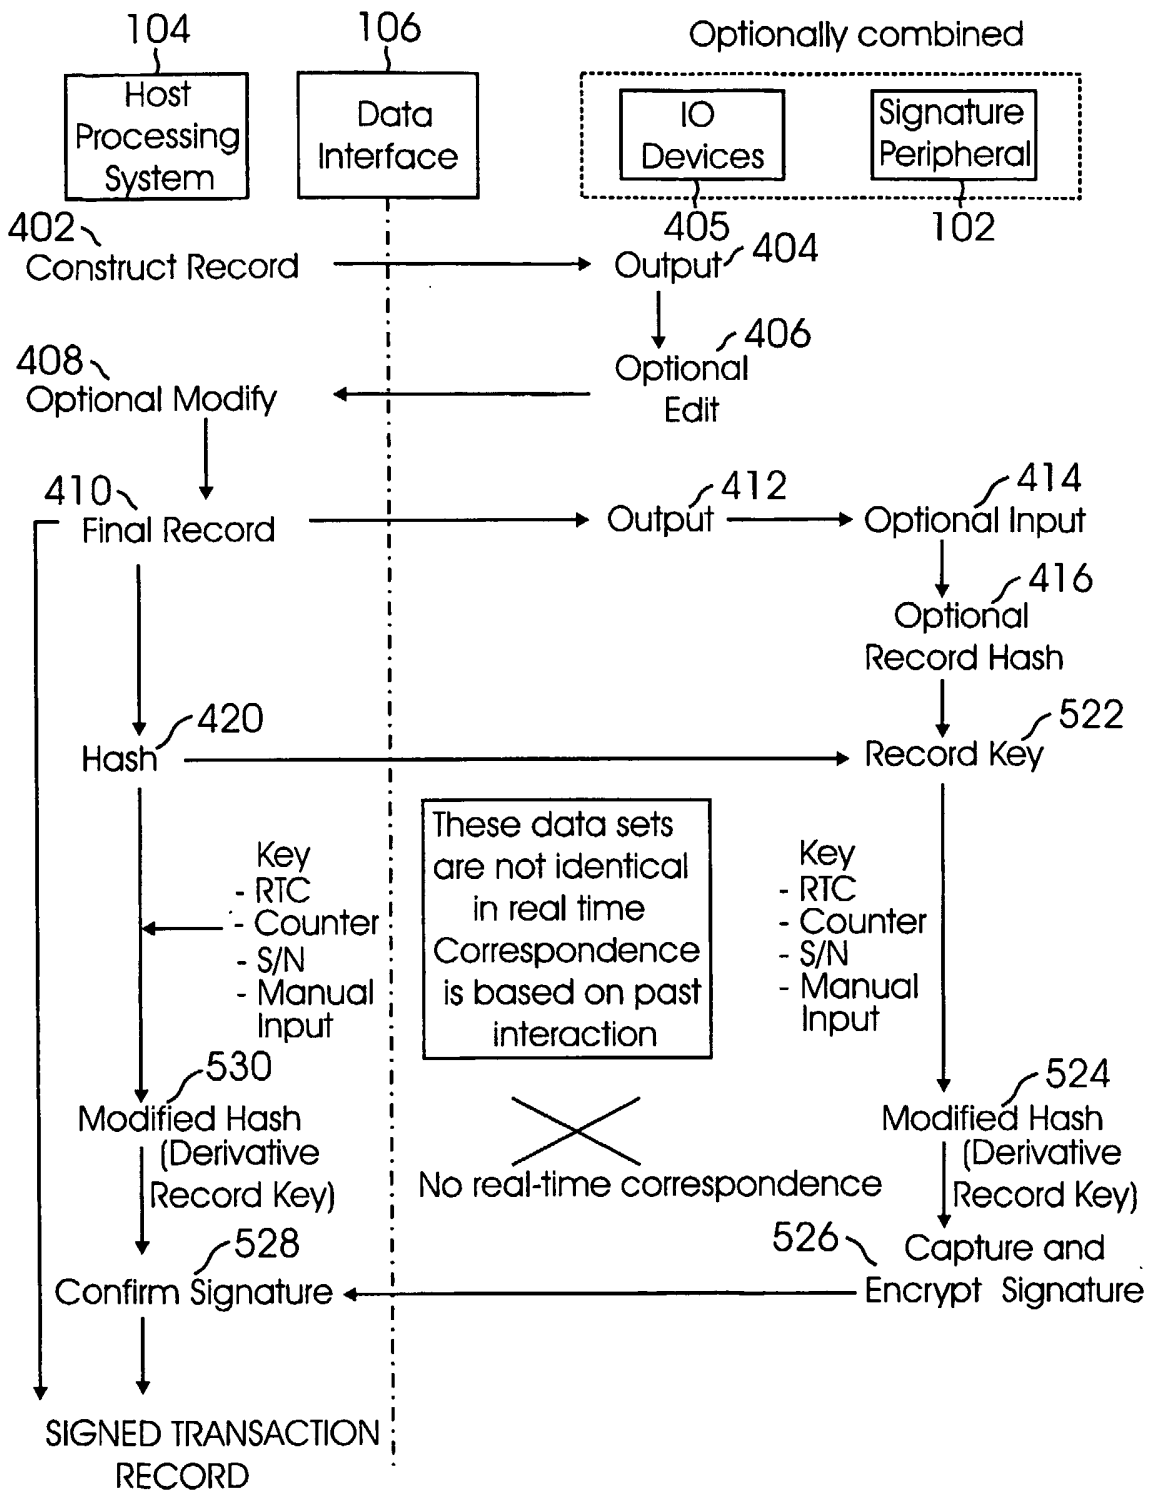 104
106
Optionally combined
Host
Processing
System
Data
Interface
IO
Devices
Signature
Peripheral
405
102
402
Construct Record
Output
404
406
Optional
Edit
408
Optional Modify
410
Final Record
Output
412
414
Optional Input
416
Optional
Record Hash
420
Hash
522
Record Key
Key
- RTC
- Counter
- S/N
- Manual
Input
These data sets
are not identical
in real time
Correspondence
is based on past
interaction
Key
- RTC
- Counter
- S/N
- Manual
Input
530
Modified Hash
(Derivative
Record Key)
No real-time correspondence
524
Modified Hash
(Derivative
Record Key)
528
Confirm Signature
526
Capture and
Encrypt Signature
SIGNED TRANSACTION
RECORD